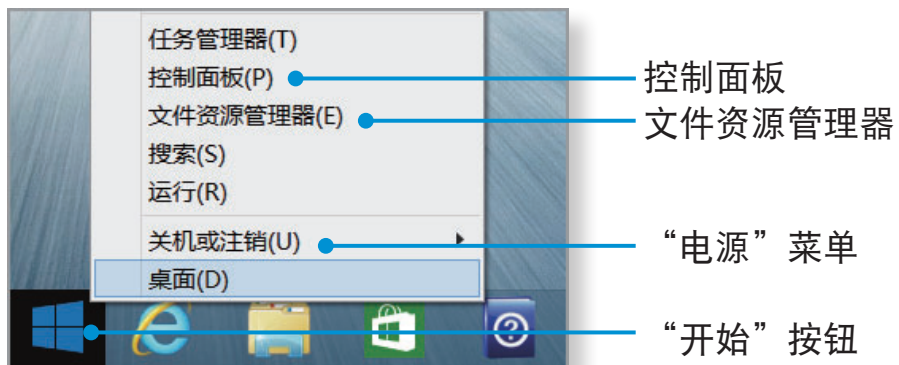 任务管理器(T)
控制面板(P)
控制面板
文件资源管理器(E)
文件资源管理器
搜索(S)
运行(R)
关机或注销(U)
“电源”菜单
桌面(D)
“开始”按钮